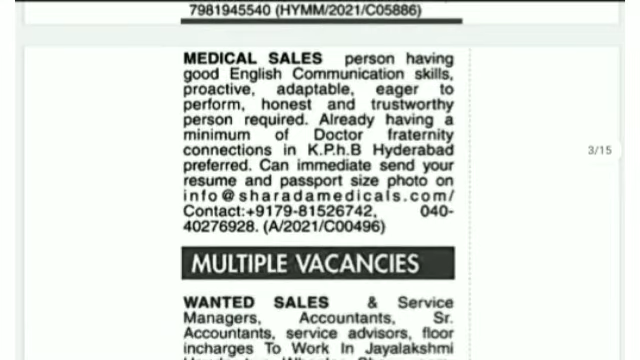 7981945540 (HYMM/2021/C05886)
MEDICAL SALES person having
good English Communication skills,
proactive, adaptable, eager to
perform, honest and trustworthy
person required. Already having a
minimum of Doctor fraternity
connections in K.P.h.B Hyderabad
preferred. Can immediate send your
resume and passport size photo on
info@sharadamedicals.com/
Contact:+9179-81526742, 040-
40276928. (A/2021/C00496)
MULTIPLE VACANCIES
WANTED SALES & Service
Managers, Accountants, Sr.
Accountants, service advisors, floor
incharges To Work In Jayalakshmi
3/15